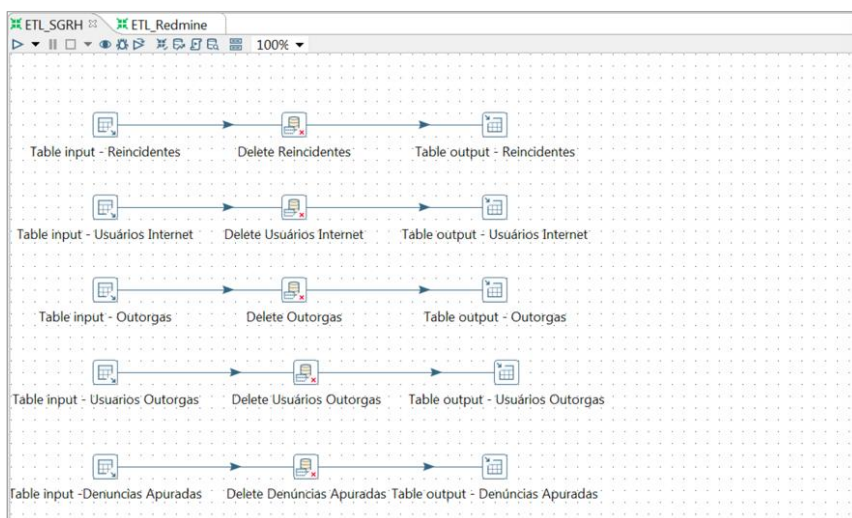 ETL_SGRH
ETL_Redmine
100%
Table input - Reincidentes
Delete Reincidentes
Table output - Reincidentes
Table input - Usuários Internet
Delete Usuários Internet
Table output - Usuários Internet
Table input - Outorgas
Delete Outorgas
Table output - Outorgas
Table input - Usuarios Outorgas
Delete Usuários Outorgas
Table output - Usuários Outorgas
Table input -Denuncias Apuradas
Delete Denúncias Apuradas
Table output - Denúncias Apuradas